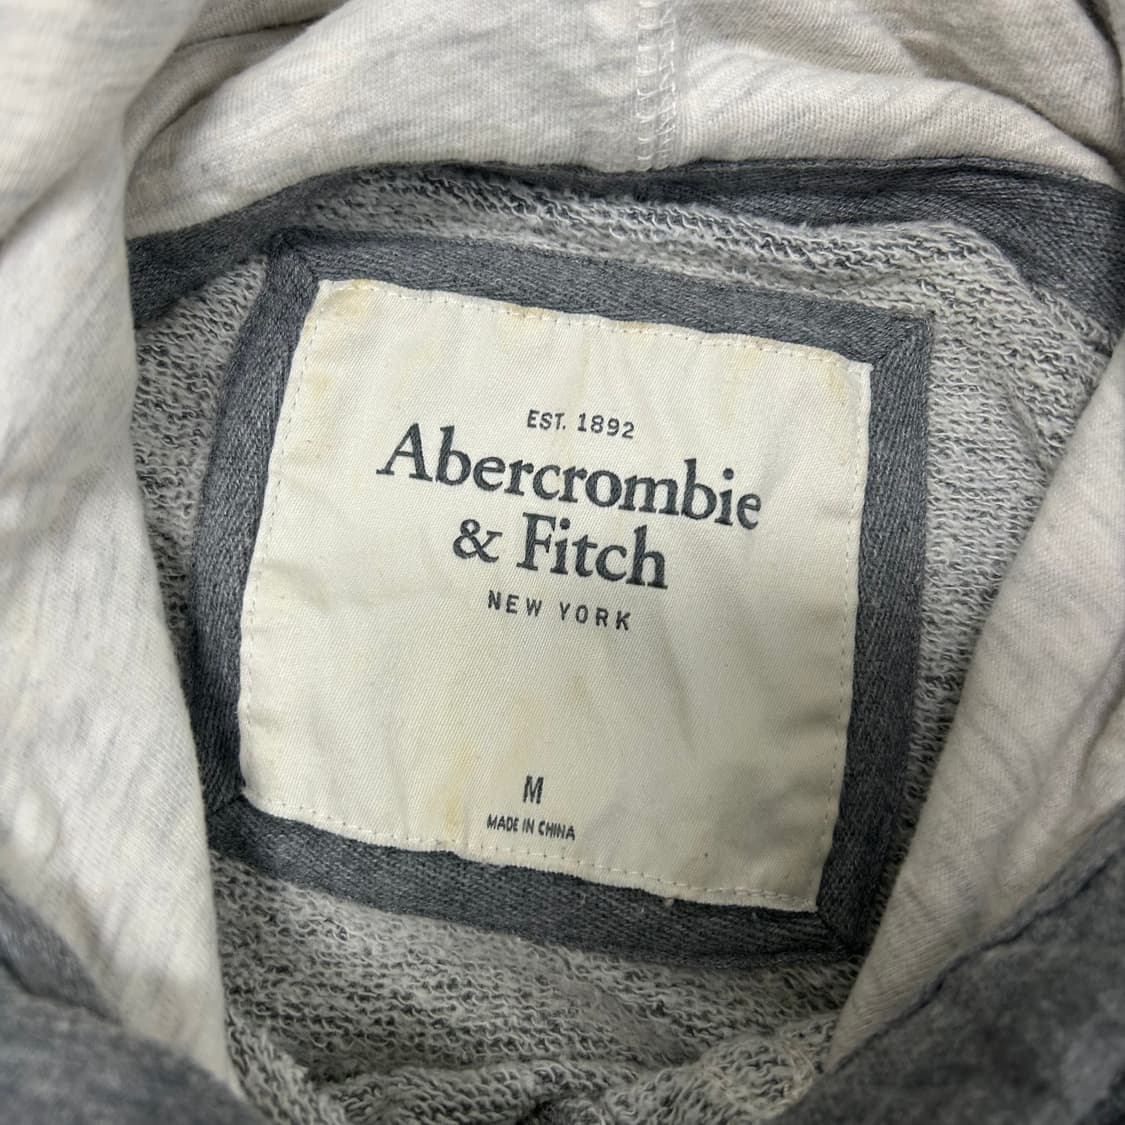 EST. 1892
Abercrombie
& Fitch
NEW YORK
M
MADE IN CHINA